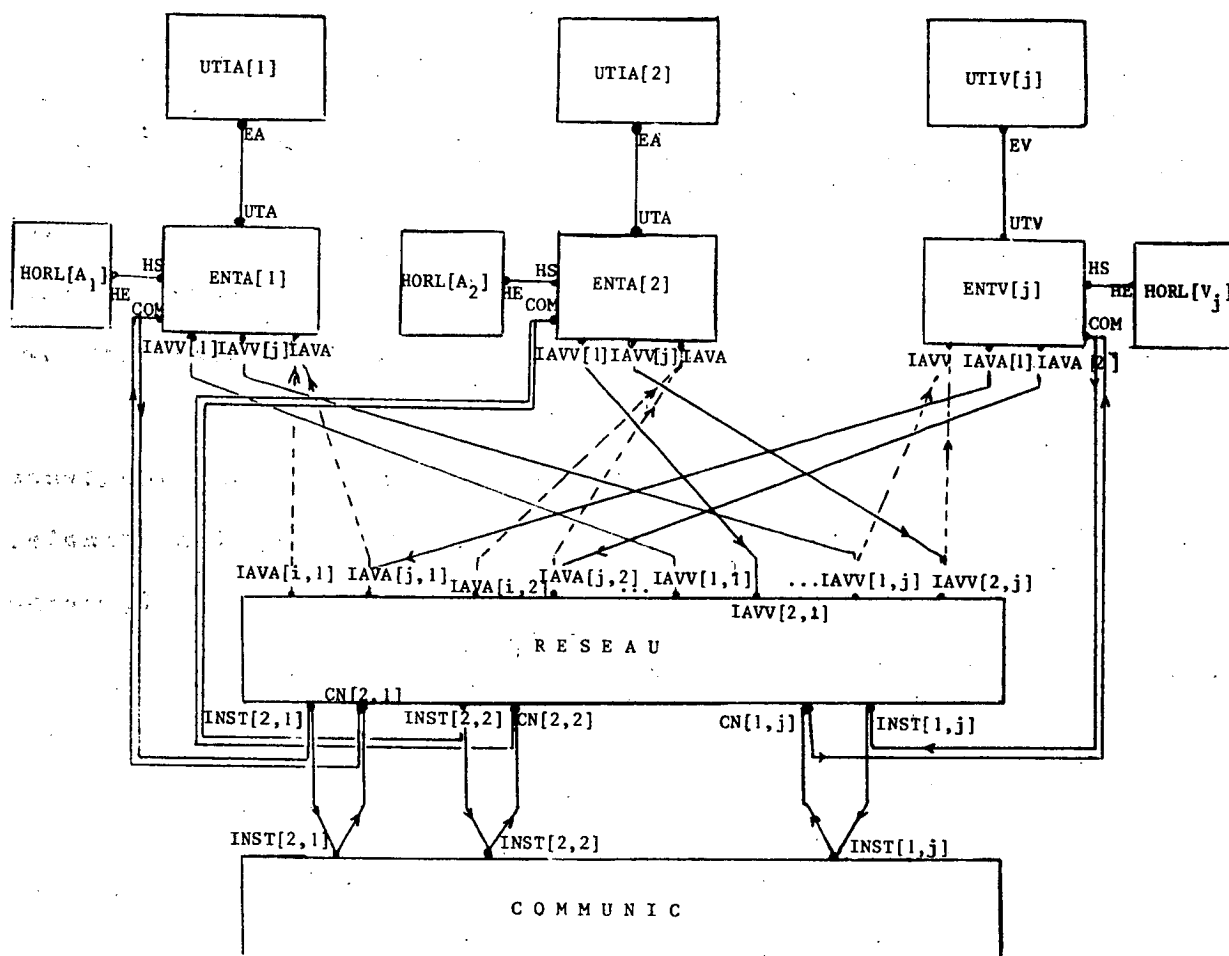 UTIA[1] UTIA[2] UTIV[j]
EA EA EV
UTA UTA UTV
HORL[A1] HE HS ENTA[1] HORL[A2] HE HS ENTA[2] ENTV[j] HS HE HORL[Vj]
COM COM COM
IAVV[1] IAVV[j] IAVA IAVV[1] IAVV[j] IAVA IAVV IAVA[1] IAVA[2]
IAVA[i,1] IAVA[j,1] IAVA[i,2] IAVA[j,2] ... IAVV[1,1] ...IAVV[1,j] IAVV[2,j]
IAVV[2,1]
RESEAU
CN[2,1]
INST[2,1] INST[2,2] CN[2,2] CN[1,j] INST[1,j]
INST[2,1] INST[2,2] INST[1,j]
COMMUNIC